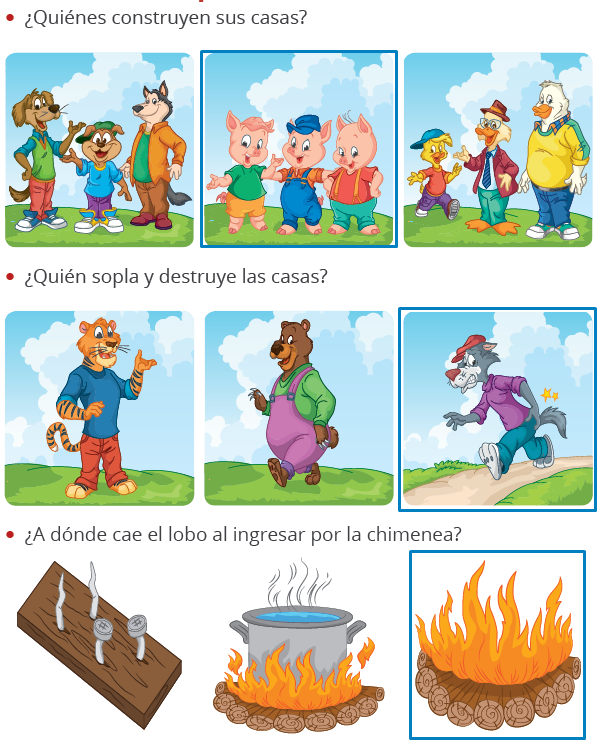 • ¿Quiénes construyen sus casas?
• ¿Quién sopla y destruye las casas?
• ¿A dónde cae el lobo al ingresar por la chimenea?